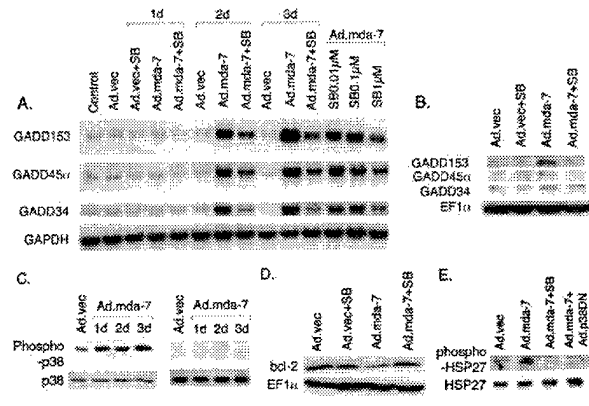 A.
1d 2d 3d Ad.mda-7
Control
Ad.vec
Ad.vec+SB
Ad.mda-7
Ad.mda-7+SB
Ad.vec
Ad.mda-7
Ad.mda-7+SB
Ad.vec
Ad.mda-7
Ad.mda-7+SB
SB0.01µM
SB0.1µM
SB1µM
GADD153
GADD45α
GADD34
GAPDH
B.
Ad.vec
Ad.vec+SB
Ad.mda-7
Ad.mda-7+SB
GADD153
GADD45α
GADD34
EF1α
C.
Ad.vec
Ad.mda-7
1d 2d 3d
Ad.vec
Ad.mda-7
1d 2d 3d
Phospho
-p38
p38
D.
Ad.vec
Ad.vec+SB
Ad.mda-7
Ad.mda-7+SB
bcl-2
EF1α
E.
Ad.vec
Ad.mda-7
Ad.mda-7+SB
Ad.mda-7+
Ad.p38DN
phospho
-HSP27
HSP27